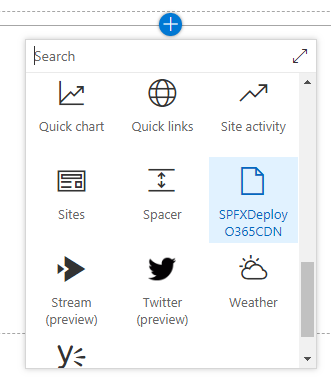 Search
Quick chart
Quick links
Site activity
Sites
Spacer
SPFXDeploy
O365CDN
Stream
(preview)
Twitter
(preview)
Weather